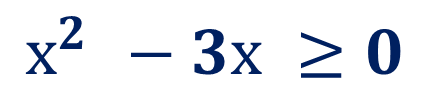 x² − 3x ≥ 0